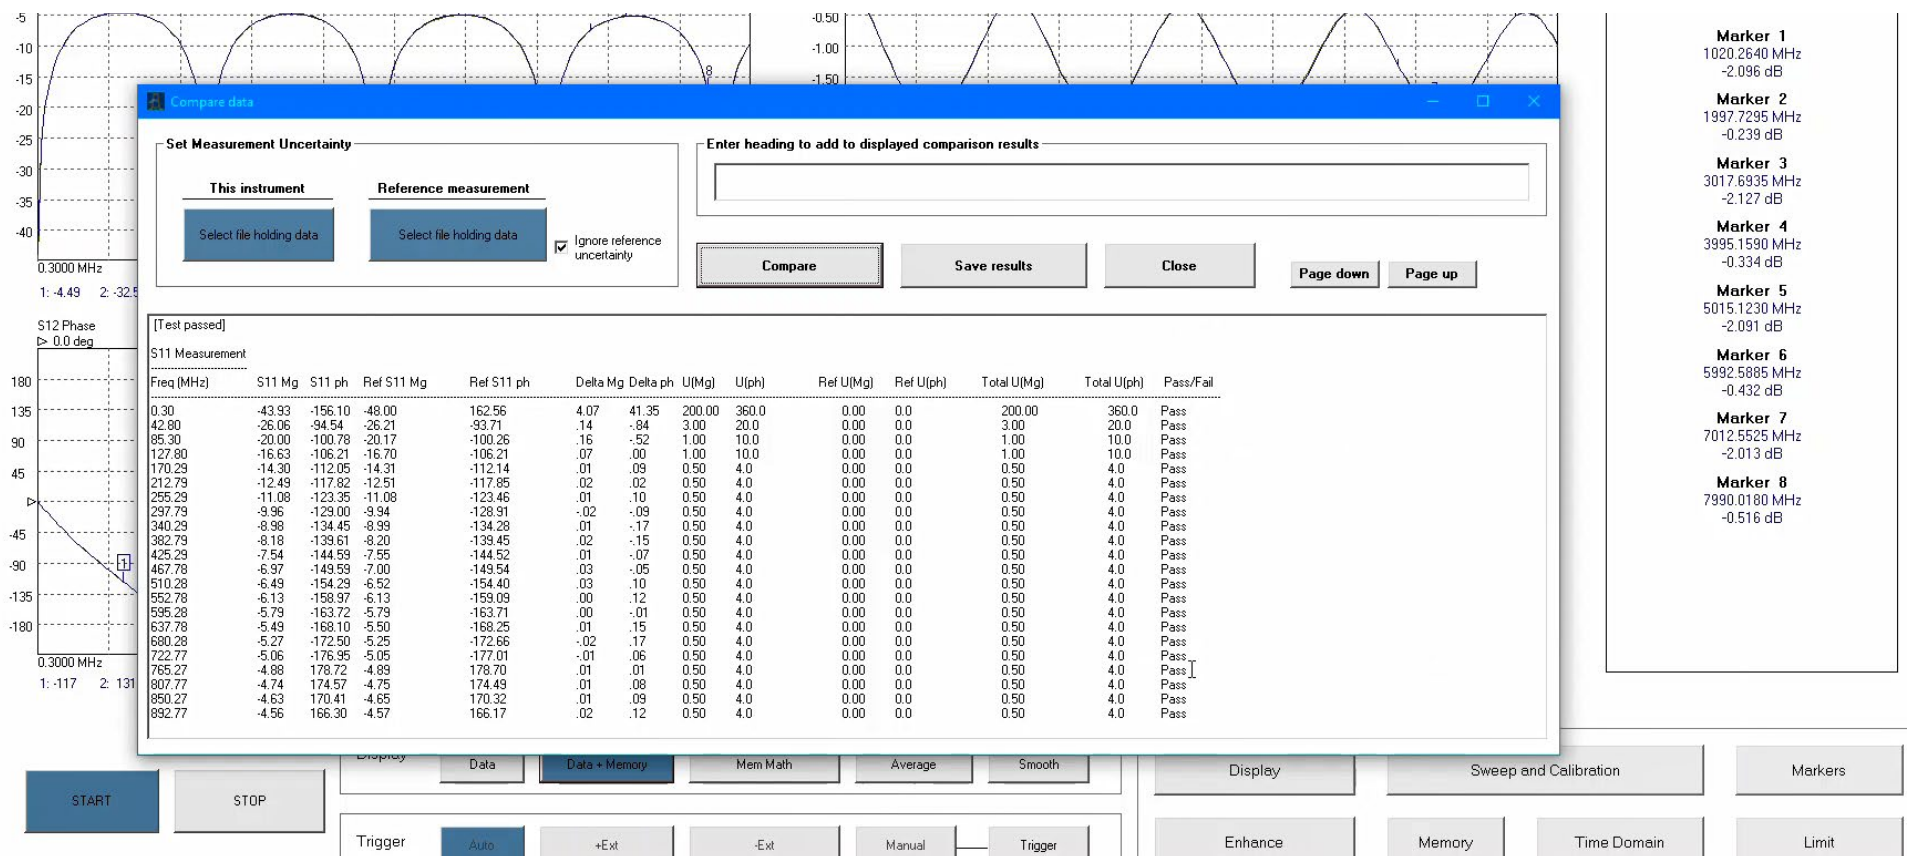 -5
-10
-15
-20
-25
-30
-35
-40
0.3000 MHz
1: -4.49 2: -32.5
8
-0.50
-1.00
-1.50
S12 Phase
0.0 deg
180
135
90
45
-45
-90
-135
-180
1
0.3000 MHz
1: -117 2: 131
Compare data
Set Measurement Uncertainty
This instrument Reference measurement
Select file holding data Select file holding data
Ignore reference
uncertainty
Enter heading to add to displayed comparison results
Compare Save results Close Page down Page up
[Test passed]
S11 Measurement
Freq (MHz) S11 Mg S11 ph Ref S11 Mg Ref S11 ph Delta Mg Delta ph U(Mg) U(ph) Ref U(Mg) Ref U(ph) Total U(Mg) Total U(ph) Pass/Fail
0.30 -43.93 -156.10 -48.00 162.56 4.07 41.35 200.00 360.0 0.00 0.0 200.00 360.0 Pass
42.80 -26.06 -94.54 -26.21 -93.71 .14 -.84 3.00 20.0 0.00 0.0 3.00 20.0 Pass
85.30 -20.00 -100.78 -20.17 -100.26 .16 -.52 1.00 10.0 0.00 0.0 1.00 10.0 Pass
127.80 -16.63 -106.21 -16.70 -106.21 .07 .00 1.00 10.0 0.00 0.0 1.00 10.0 Pass
170.29 -14.30 -112.05 -14.31 -112.14 .01 .09 0.50 4.0 0.00 0.0 0.50 4.0 Pass
212.79 -12.49 -117.82 -12.51 -117.85 .02 .02 0.50 4.0 0.00 0.0 0.50 4.0 Pass
255.29 -11.08 -123.35 -11.08 -123.46 .01 .10 0.50 4.0 0.00 0.0 0.50 4.0 Pass
297.79 -9.96 -129.00 -9.94 -128.91 -.02 -.09 0.50 4.0 0.00 0.0 0.50 4.0 Pass
340.29 -8.98 -134.45 -8.99 -134.28 .01 -.17 0.50 4.0 0.00 0.0 0.50 4.0 Pass
382.79 -8.18 -139.61 -8.20 -139.45 .02 -.15 0.50 4.0 0.00 0.0 0.50 4.0 Pass
425.29 -7.54 -144.59 -7.55 -144.52 .01 -.07 0.50 4.0 0.00 0.0 0.50 4.0 Pass
467.78 -6.97 -149.59 -7.00 -149.54 .03 -.05 0.50 4.0 0.00 0.0 0.50 4.0 Pass
510.28 -6.49 -154.29 -6.52 -154.40 .03 .10 0.50 4.0 0.00 0.0 0.50 4.0 Pass
552.78 -6.13 -158.97 -6.13 -159.09 .00 .12 0.50 4.0 0.00 0.0 0.50 4.0 Pass
595.28 -5.79 -163.72 -5.79 -163.71 .00 -.01 0.50 4.0 0.00 0.0 0.50 4.0 Pass
637.78 -5.49 -168.10 -5.50 -168.25 .01 .15 0.50 4.0 0.00 0.0 0.50 4.0 Pass
680.28 -5.27 -172.50 -5.25 -172.66 -.02 .17 0.50 4.0 0.00 0.0 0.50 4.0 Pass
722.77 -5.06 -176.95 -5.05 -177.01 -.01 .06 0.50 4.0 0.00 0.0 0.50 4.0 Pass
765.27 -4.88 178.72 -4.89 178.70 .01 .01 0.50 4.0 0.00 0.0 0.50 4.0 Pass
807.77 -4.74 174.57 -4.75 174.49 .01 .08 0.50 4.0 0.00 0.0 0.50 4.0 Pass
850.27 -4.63 170.41 -4.65 170.32 .01 .09 0.50 4.0 0.00 0.0 0.50 4.0 Pass
892.77 -4.56 166.30 -4.57 166.17 .02 .12 0.50 4.0 0.00 0.0 0.50 4.0 Pass
Marker 1
1020.2640 MHz
-2.096 dB
Marker 2
1997.7295 MHz
-0.239 dB
Marker 3
3017.6935 MHz
-2.127 dB
Marker 4
3995.1590 MHz
-0.334 dB
Marker 5
5015.1230 MHz
-2.091 dB
Marker 6
5992.5885 MHz
-0.432 dB
Marker 7
7012.5525 MHz
-2.013 dB
Marker 8
7990.0180 MHz
-0.516 dB
START STOP
Display Data Data + Memory Mem Math Average Smooth
Trigger Auto +Ext -Ext Manual Trigger
Display Sweep and Calibration Markers
Enhance Memory Time Domain Limit